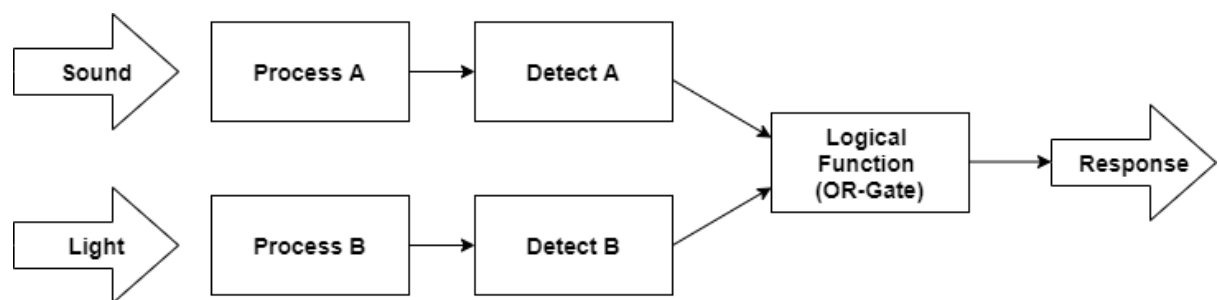 Sound
Process A
Detect A
Logical
Function
(OR-Gate)
Response
Light
Process B
Detect B